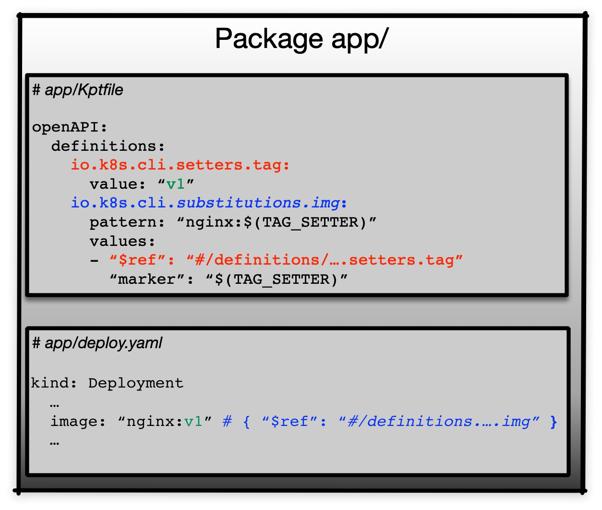 Package app/
# app/Kptfile
openAPI:
definitions:
io.k8s.cli.setters.tag:
value: “v1”
io.k8s.cli.substitutions.img:
pattern: “nginx:$(TAG_SETTER)”
values:
- “$ref”: “#/definitions/….setters.tag”
“marker”: “$(TAG_SETTER)”
# app/deploy.yaml
kind: Deployment
…
image: “nginx:v1” # { “$ref”: “#/definitions.….img” }
…